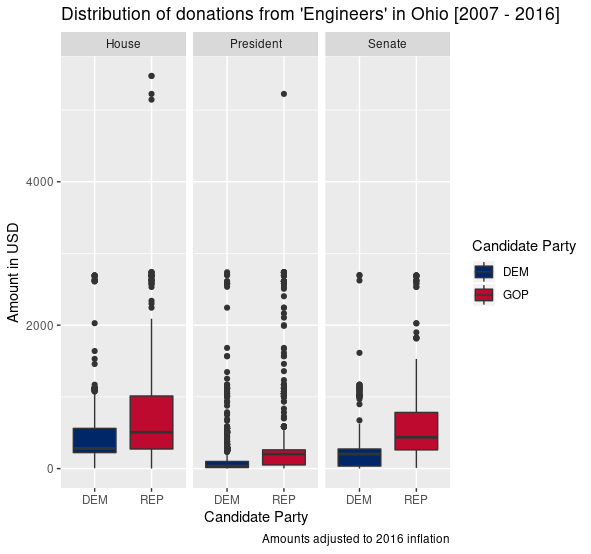 Distribution of donations from 'Engineers' in Ohio [2007 - 2016]
House
President
Senate
4000
2000
0
Amount in USD
DEM
REP
DEM
REP
DEM
REP
Candidate Party
Amounts adjusted to 2016 inflation
Candidate Party
DEM
GOP